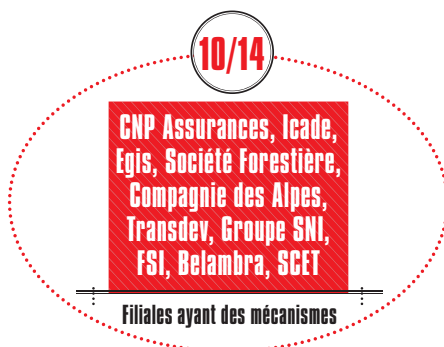 10/14
CNP Assurances, Icade,
Egis, Société Forestière,
Compagnie des Alpes,
Transdev, Groupe SNI,
FSI, Belambra, SCET
Filiales ayant des mécanismes